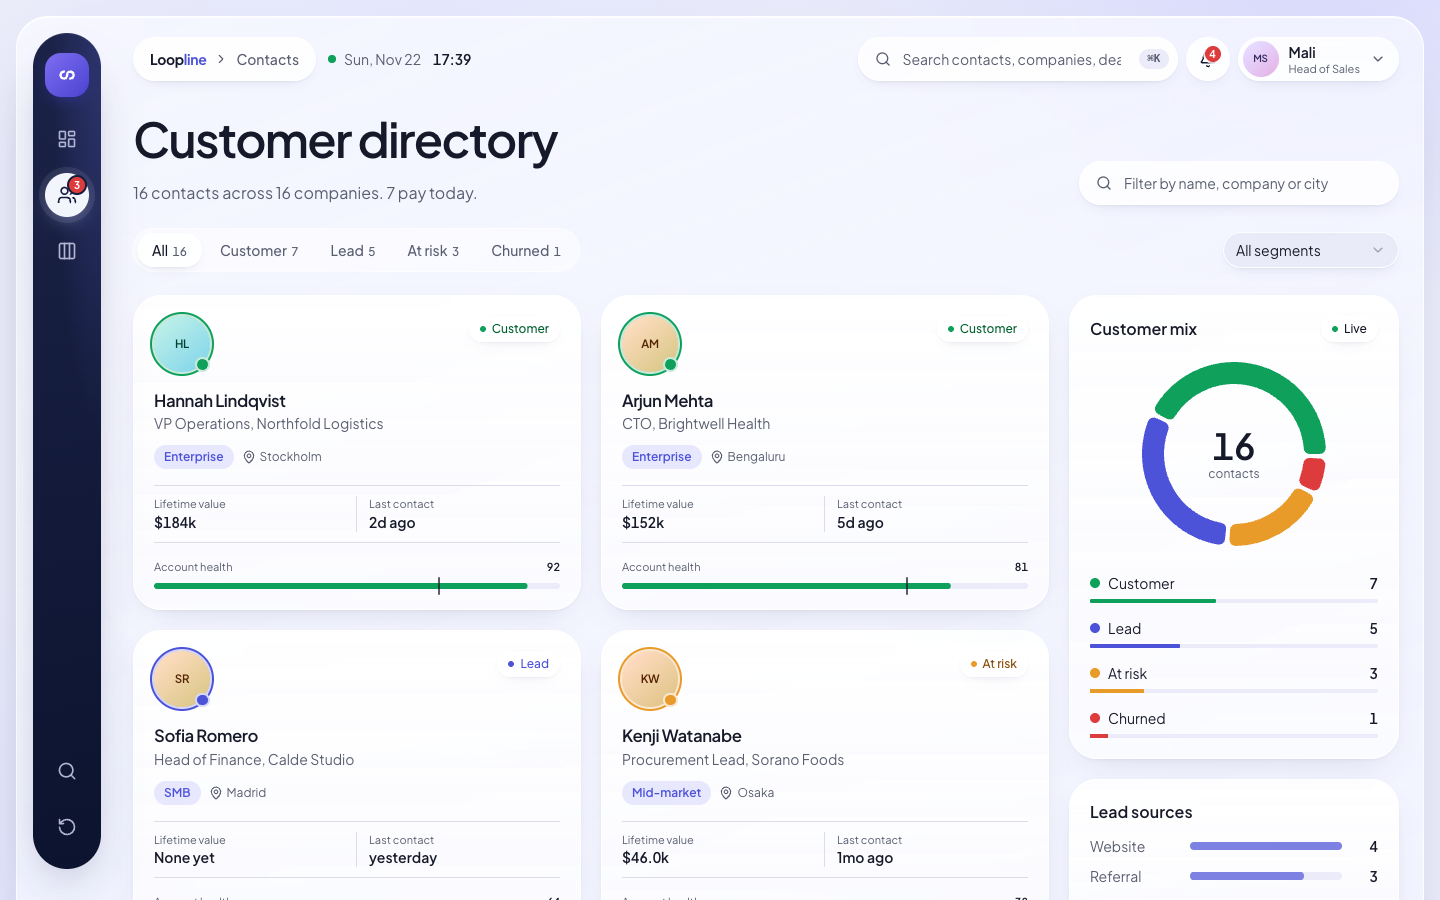 Loopline > Contacts
Sun, Nov 22 17:39
Search contacts, companies, dea
⌘K
4
MS
Mali
Head of Sales
3
Customer directory
16 contacts across 16 companies. 7 pay today.
Filter by name, company or city
All 16
Customer 7
Lead 5
At risk 3
Churned 1
All segments
HL
Customer
Hannah Lindqvist
VP Operations, Northfold Logistics
Enterprise
Stockholm
Lifetime value
$184k
Last contact
2d ago
Account health
92
AM
Customer
Arjun Mehta
CTO, Brightwell Health
Enterprise
Bengaluru
Lifetime value
$152k
Last contact
5d ago
Account health
81
SR
Lead
Sofia Romero
Head of Finance, Calde Studio
SMB
Madrid
Lifetime value
None yet
Last contact
yesterday
KW
At risk
Kenji Watanabe
Procurement Lead, Sorano Foods
Mid-market
Osaka
Lifetime value
$46.0k
Last contact
1mo ago
Customer mix
Live
16
contacts
Customer 7
Lead 5
At risk 3
Churned 1
Lead sources
Website 4
Referral 3